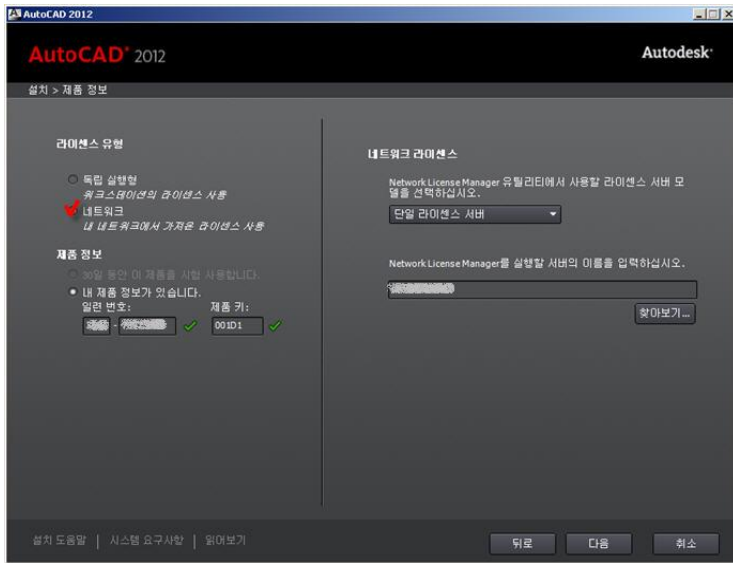 AutoCAD 2012
AutoCAD® 2012
Autodesk®
설치 > 제품 정보
라이센스 유형
독립 실행형
워크스테이션의 라이센스 사용
네트워크
내 네트워크에서 가져온 라이센스 사용
제품 정보
30일 동안 이 제품을 시험 사용합니다.
내 제품 정보가 있습니다.
일련 번호: 제품 키:
- 001D1
네트워크 라이센스
Network License Manager 유틸리티에서 사용할 라이센스 서버 모
델을 선택하십시오.
단일 라이센스 서버
Network License Manager를 실행할 서버의 이름을 입력하십시오.
찾아보기...
설치 도움말 | 시스템 요구사항 | 읽어보기
뒤로 다음 취소